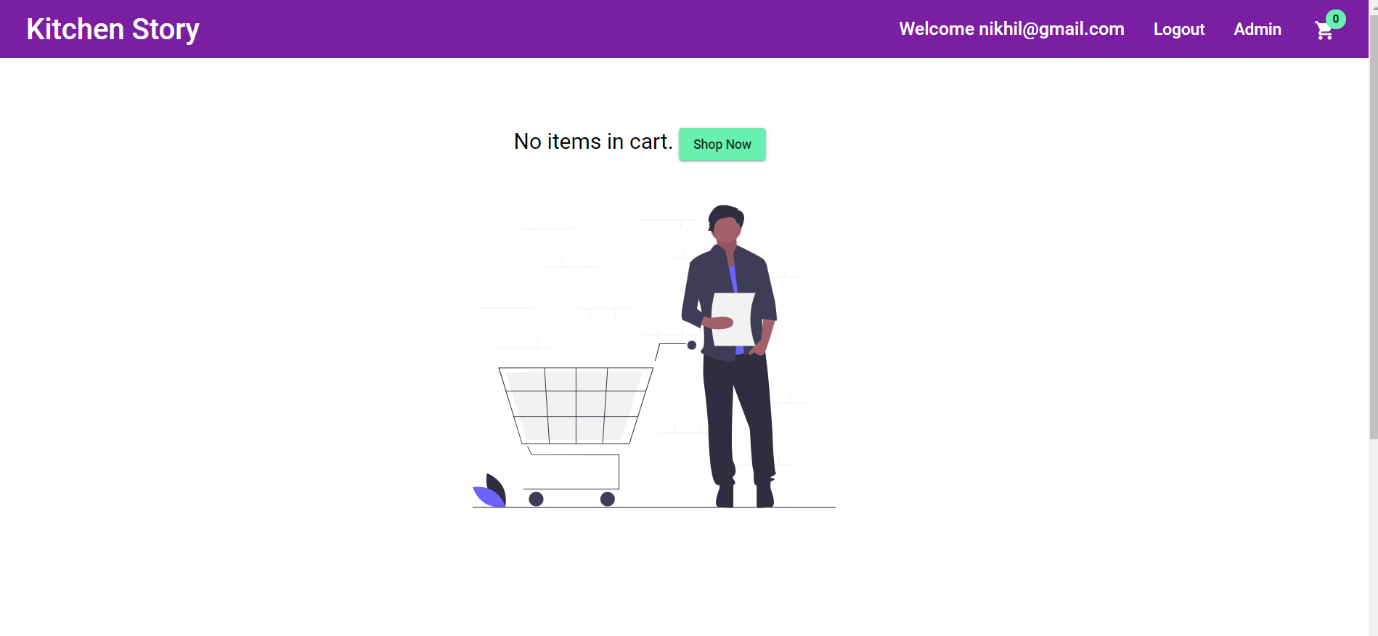 Kitchen Story
Welcome nikhil@gmail.com Logout Admin 0
No items in cart. Shop Now